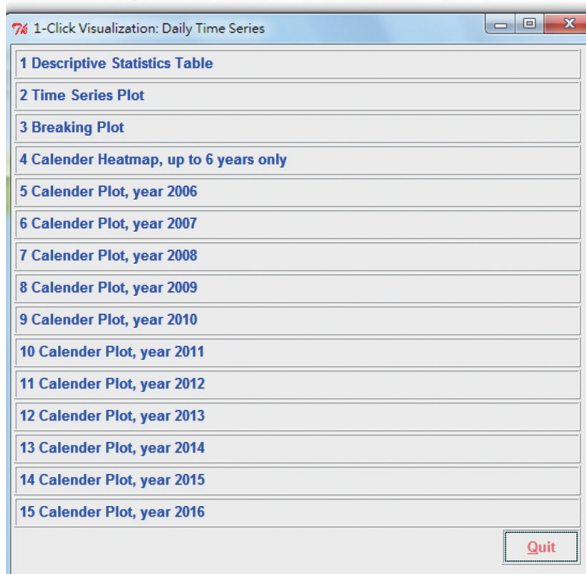 1-Click Visualization: Daily Time Series
1 Descriptive Statistics Table
2 Time Series Plot
3 Breaking Plot
4 Calender Heatmap, up to 6 years only
5 Calender Plot, year 2006
6 Calender Plot, year 2007
7 Calender Plot, year 2008
8 Calender Plot, year 2009
9 Calender Plot, year 2010
10 Calender Plot, year 2011
11 Calender Plot, year 2012
12 Calender Plot, year 2013
13 Calender Plot, year 2014
14 Calender Plot, year 2015
15 Calender Plot, year 2016
Quit